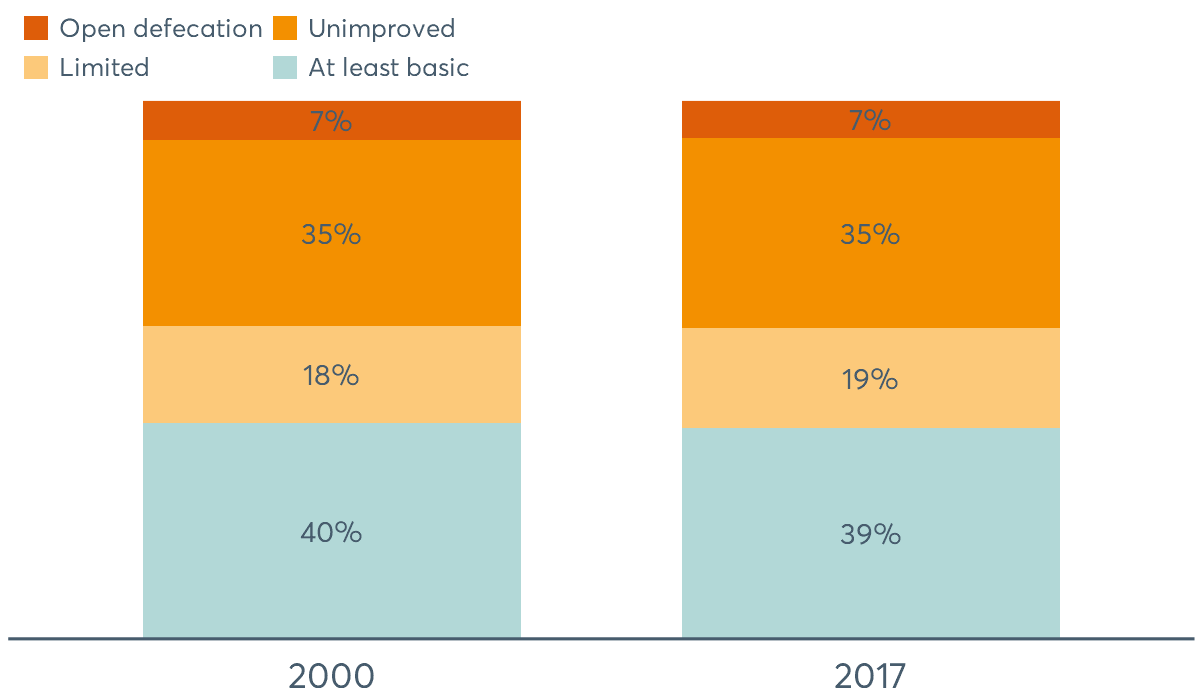 Open defecation Unimproved
Limited At least basic
7% 7%
35% 35%
18% 19%
40% 39%
2000 2017